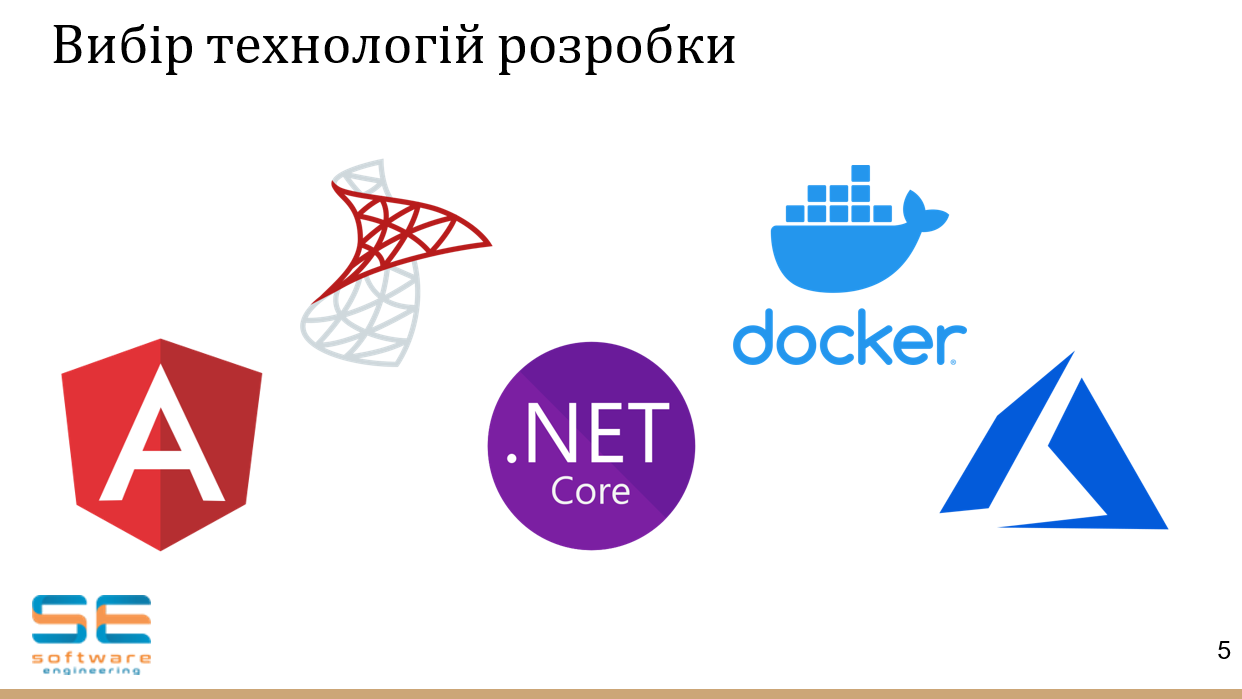 Вибір технологій розробки
docker®
.NET
Core
A
SE
software
engineering
5